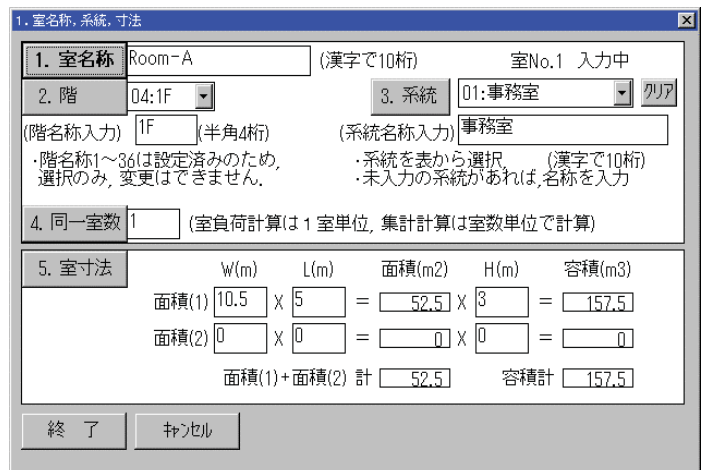 1.室名称,系統,寸法
1. 室名称 Room-A (漢字で10桁) 室No.1 入力中
2. 階 04:1F 3. 系統 01:事務室 クリア
(階名称入力) 1F (半角4桁) (系統名称入力) 事務室
・階名称1～36は設定済みのため, ・系統を表から選択, (漢字で10桁)
選択のみ, 変更はできません. ・未入力の系統があれば,名称を入力
4. 同一室数 1 (室負荷計算は1室単位, 集計計算は室数単位で計算)
5. 室寸法 W(m) L(m) 面積(m2) H(m) 容積(m3)
面積(1) 10.5 X 5 = 52.5 X 3 = 157.5
面積(2) 0 X 0 = 0 X 0 = 0
面積(1)+面積(2) 計 52.5 容積計 157.5
終 了 キャンセル